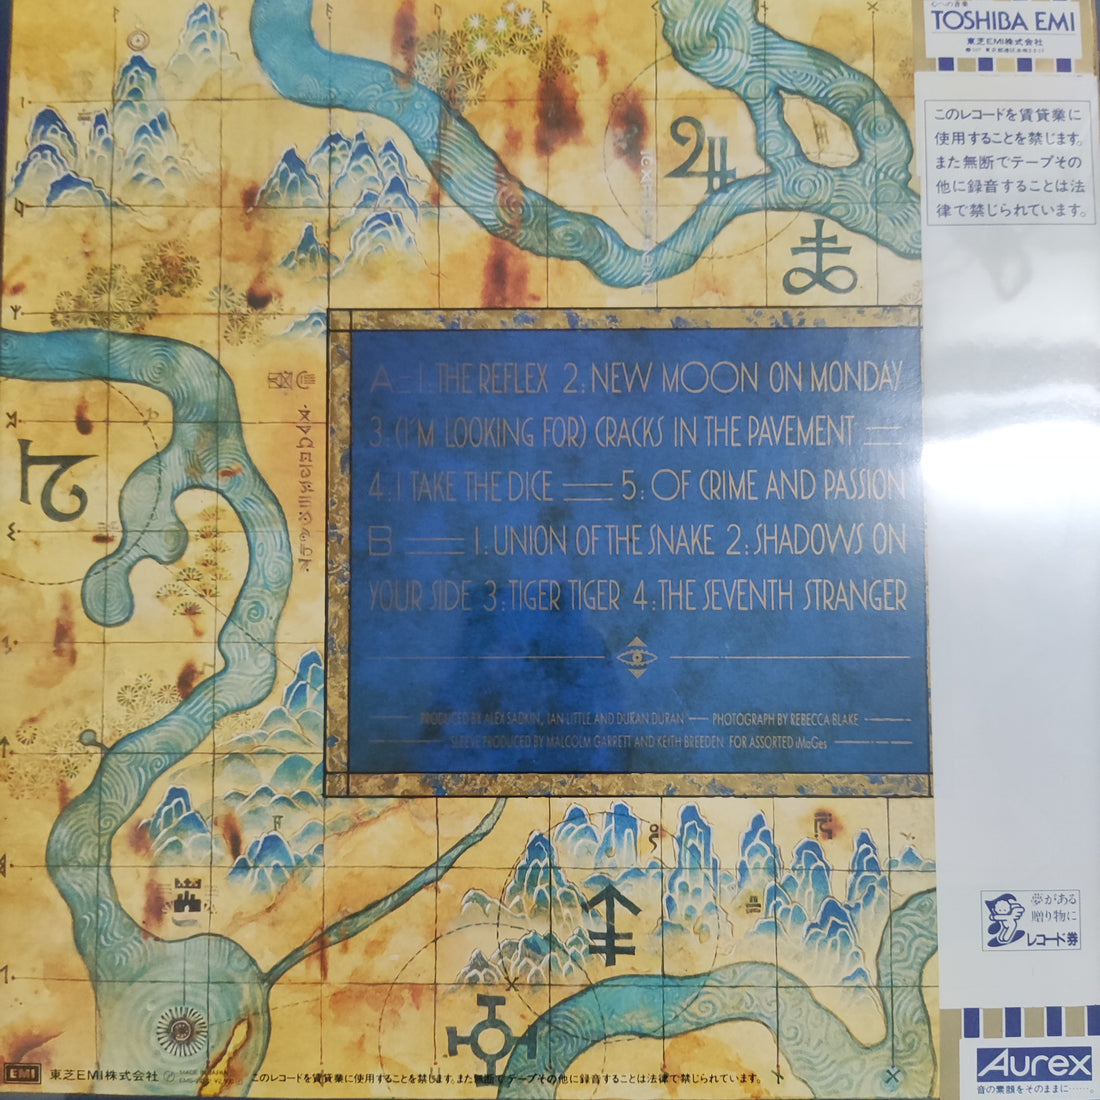 心への音楽
TOSHIBA EMI
東芝EMI株式会社
このレコードを賃貸業に
使用することを禁じます。
また無断でテープその
他に録音することは法
律で禁じられています。
A 1. THE REFLEX 2: NEW MOON ON MONDAY
3: (I'M LOOKING FOR) CRACKS IN THE PAVEMENT
4: I TAKE THE DICE 5: OF CRIME AND PASSION
B 1: UNION OF THE SNAKE 2: SHADOWS ON
YOUR SIDE 3: TIGER TIGER 4: THE SEVENTH STRANGER
PRODUCED BY ALEX SADKIN, IAN LITTLE AND DURAN DURAN — PHOTOGRAPH BY REBECCA BLAKE
SLEEVE PRODUCED BY MALCOLM GARRETT AND KEITH BREEDEN FOR ASSORTED iMaGes
夢がある
贈り物に
レコード券
EMI 東芝EMI株式会社 Ⓟ MADE IN JAPAN
このレコードを賃貸業に使用することを禁じます。また無断でテープその他に録音することは法律で禁じられています。
Aurex
音の素顔をそのままに……。